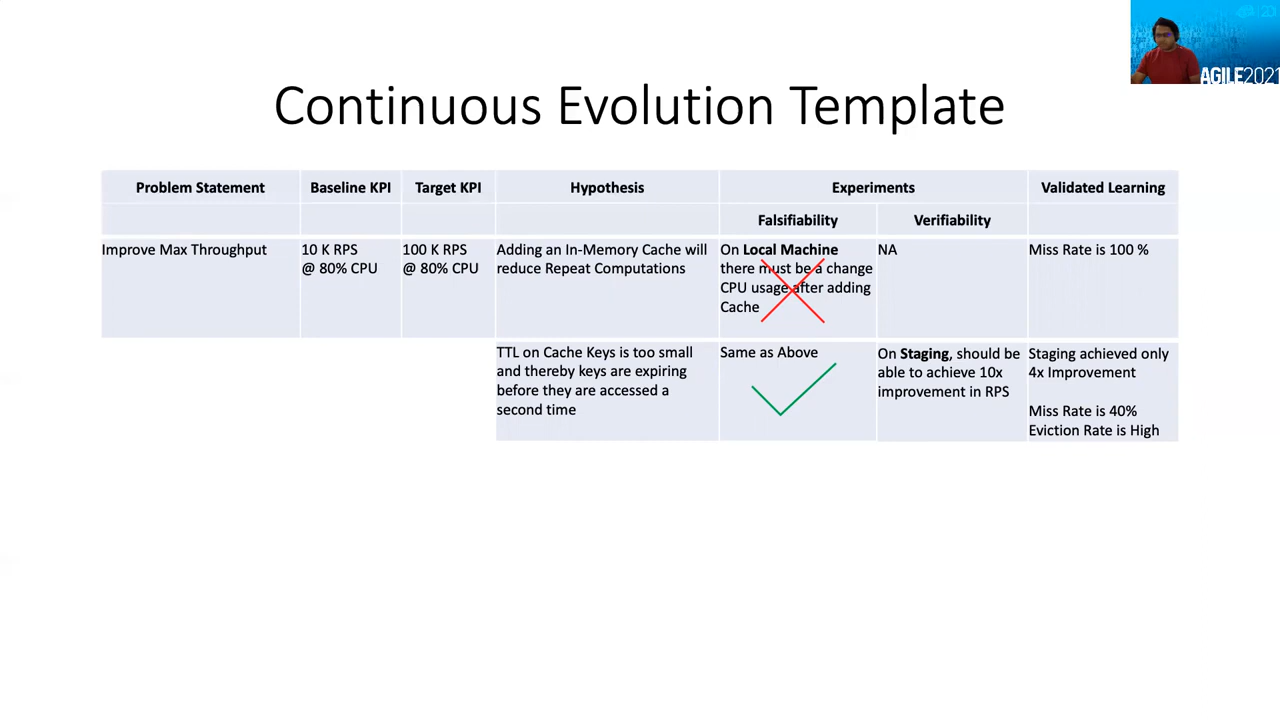 AGILE2021
Continuous Evolution Template
Problem Statement
Baseline KPI
Target KPI
Hypothesis
Experiments
Validated Learning
Falsifiability
Verifiability
Improve Max Throughput
10 K RPS
@ 80% CPU
100 K RPS
@ 80% CPU
Adding an In-Memory Cache will
reduce Repeat Computations
On Local Machine
there must be a change
CPU usage after adding
Cache
NA
Miss Rate is 100 %
TTL on Cache Keys is too small
and thereby keys are expiring
before they are accessed a
second time
Same as Above
On Staging, should be
able to achieve 10x
improvement in RPS
Staging achieved only
4x Improvement
Miss Rate is 40%
Eviction Rate is High